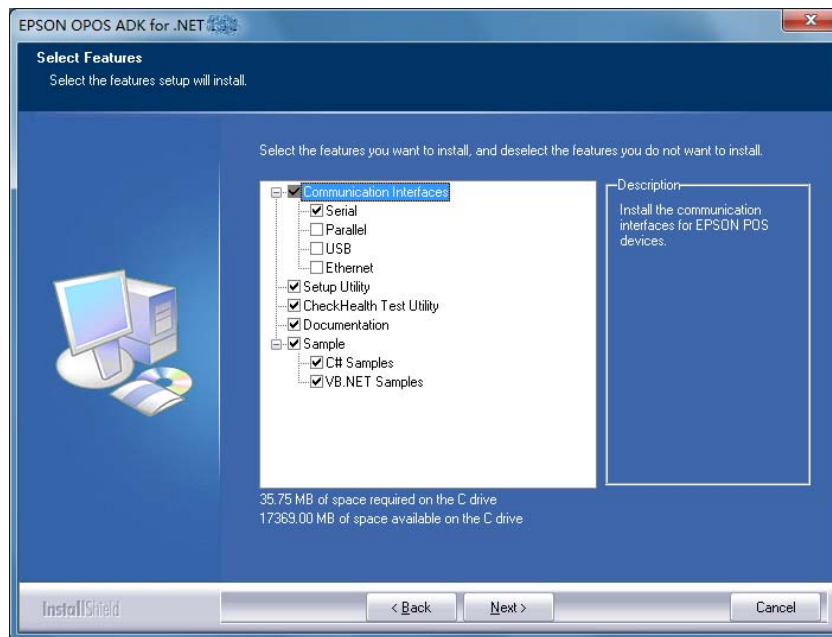 EPSON OPOS ADK for .NET
Select Features
Select the features setup will install.
Select the features you want to install, and deselect the features you do not want to install.
Communication Interfaces
Serial
Parallel
USB
Ethernet
Setup Utility
CheckHealth Test Utility
Documentation
Sample
C# Samples
VB.NET Samples
Description
Install the communication
interfaces for EPSON POS
devices.
35.75 MB of space required on the C drive
17369.00 MB of space available on the C drive
InstallShield
< Back
Next >
Cancel